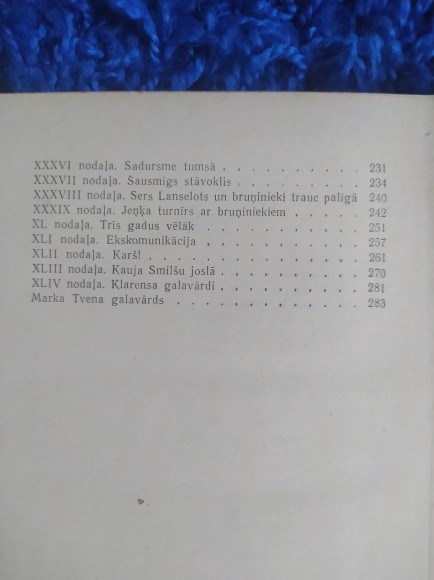 XXXVI nodaļa. Sadursme tumsā . . . . . . . . . . 231
XXXVII nodaļa. Sausmīgs stāvoklis . . . . . . . . . 234
XXXVIII nodaļa. Sers Lanselots un bruņinieki trauc palīgā 240
XXXIX nodaļa. Jeņķa turnīrs ar bruņiniekiem . . . . . . 242
XL nodaļa. Trīs gadus vēlāk . . . . . . . . . . . 251
XLI nodaļa. Ekskomunikācija . . . . . . . . . . . 257
XLII nodaļa. Karš! . . . . . . . . . . . . . . 261
XLIII nodaļa. Kauja Smilšu joslā . . . . . . . . . . 270
XLIV nodaļa. Klarensa galavārdi . . . . . . . . . . 281
Marka Tvena galavārds . . . . . . . . . . . . . 283